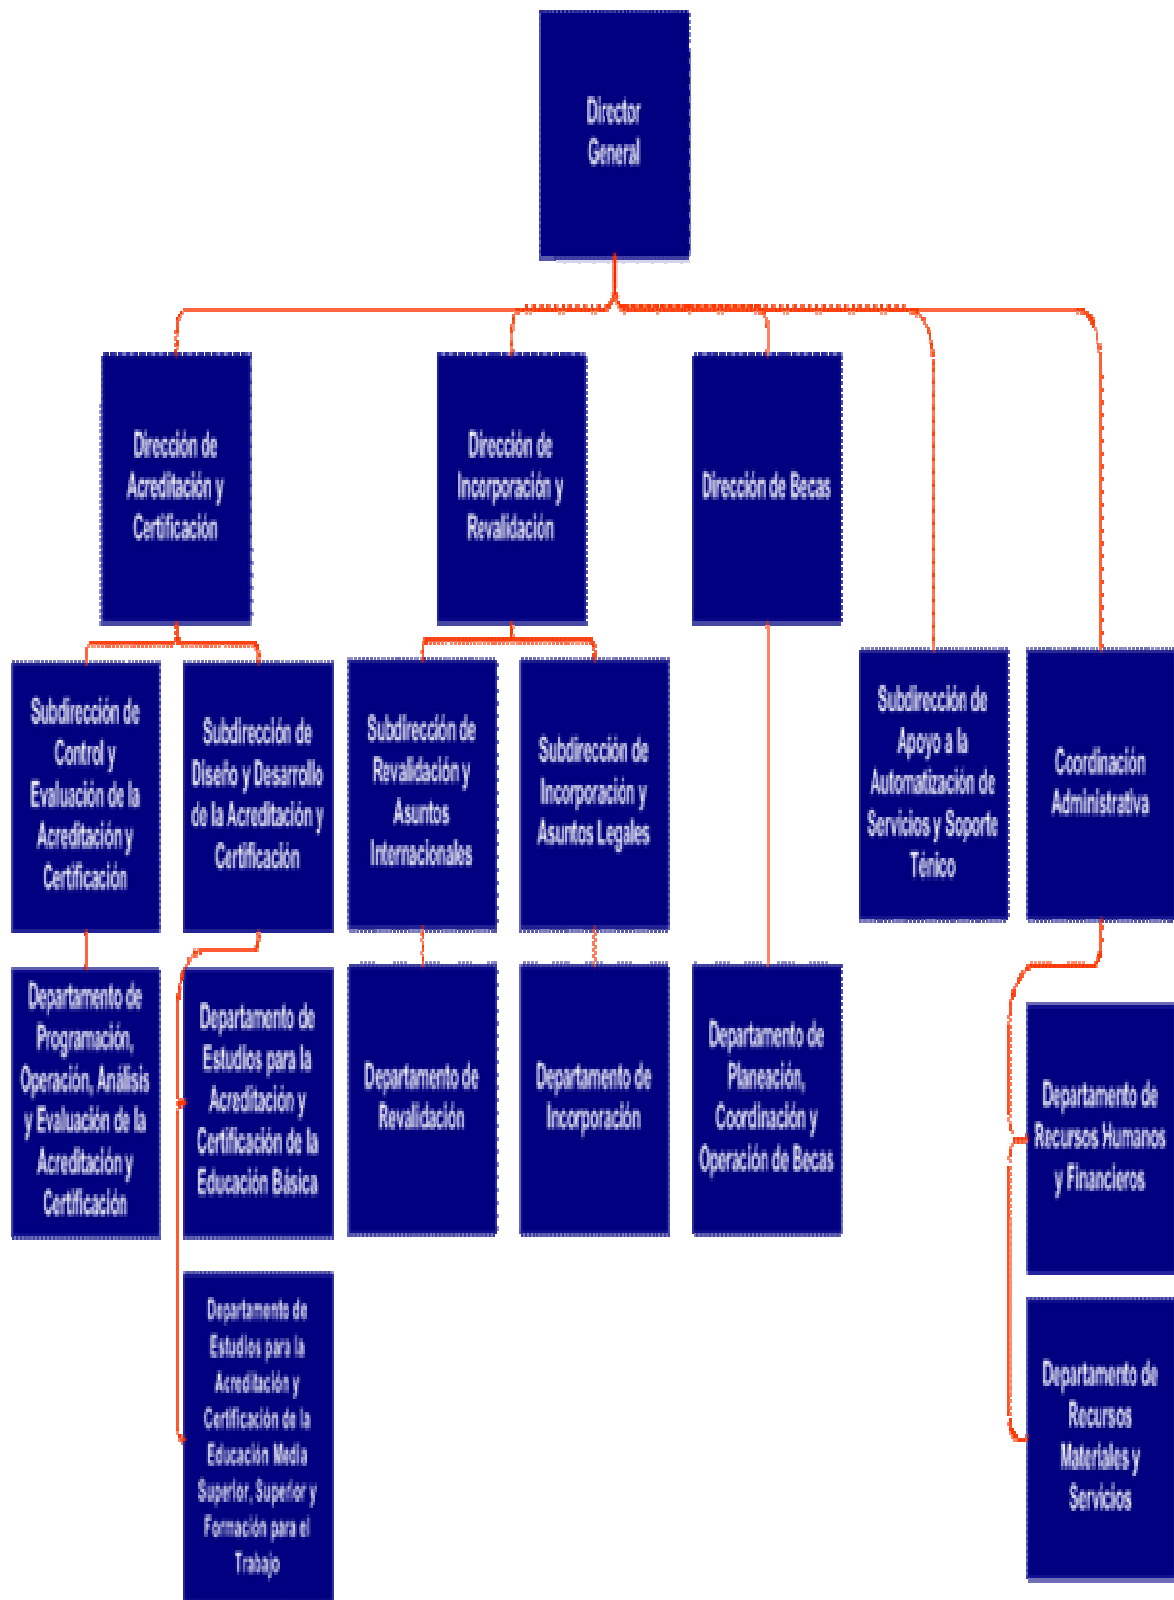 Director
General
Dirección de
Acreditación y
Certificación
Dirección de
Incorporación y
Revalidación
Dirección de Becas
Subdirección de
Control y
Evaluación de la
Acreditación y
Certificación
Subdirección de
Diseño y Desarrollo
de la Acreditación y
Certificación
Subdirección de
Revalidación y
Asuntos
Internacionales
Subdirección de
Incorporación y
Asuntos Legales
Subdirección de
Apoyo a la
Automatización de
Servicios y Soporte
Ténico
Coordinación
Administrativa
Departamento de
Programación,
Operación, Análisis
y Evaluación de la
Acreditación y
Certificación
Departamento de
Estudios para la
Acreditación y
Certificación de la
Educación Básica
Departamento de
Revalidación
Departamento de
Incorporación
Departamento de
Planeación,
Coordinación y
Operación de Becas
Departamento de
Recursos Humanos
y Financieros
Departamento de
Estudios para la
Acreditación y
Certificación de la
Educación Media
Superior, Superior y
Formación para el
Trabajo
Departamento de
Recursos
Materiales y
Servicios